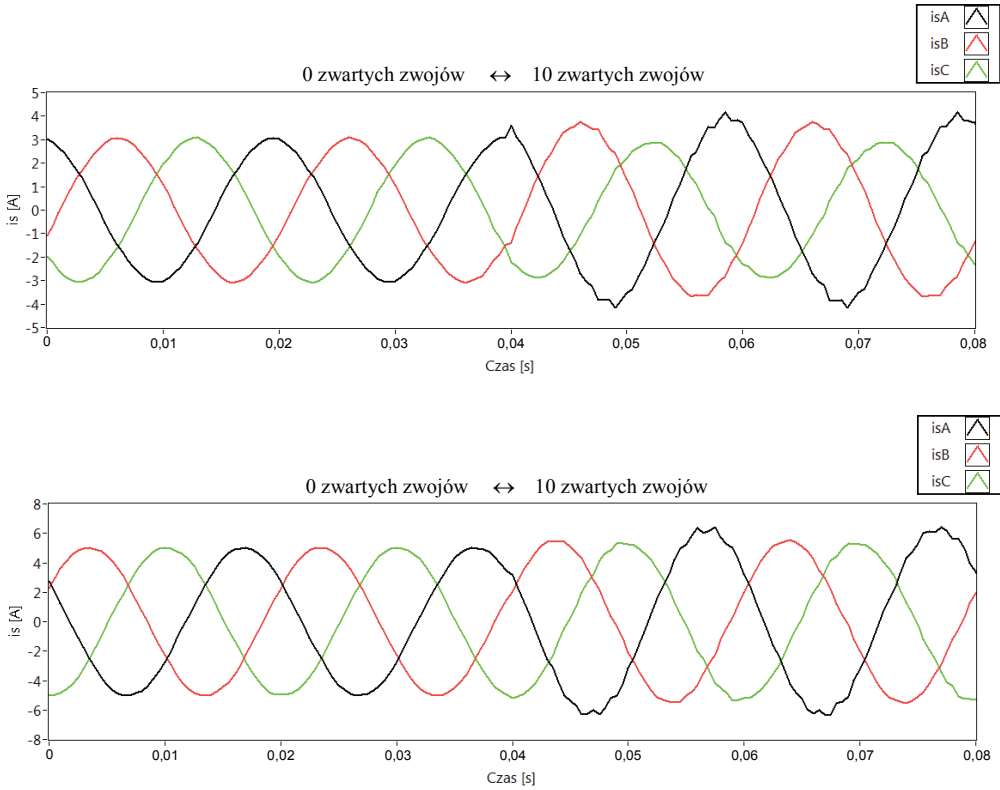 isA
isB
isC
0 zwartych zwojów ↔ 10 zwartych zwojów
5
4
3
2
1
0
-1
-2
-3
-4
-5
is [A]
0 0,01 0,02 0,03 0,04 0,05 0,06 0,07 0,08
Czas [s]
isA
isB
isC
0 zwartych zwojów ↔ 10 zwartych zwojów
8
6
4
2
0
-2
-4
-6
-8
is [A]
0 0,01 0,02 0,03 0,04 0,05 0,06 0,07 0,08
Czas [s]